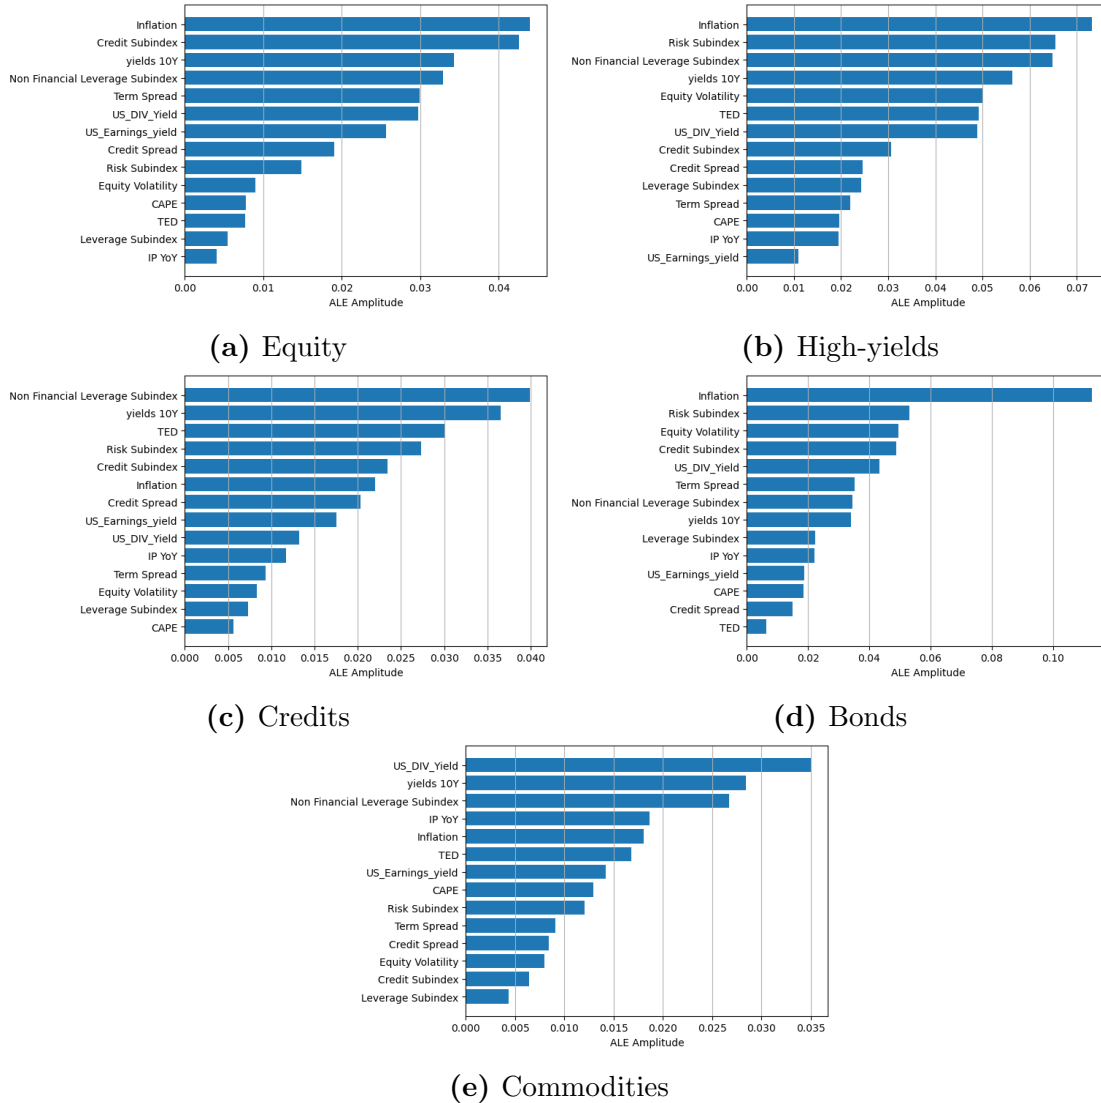 Inflation
Credit Subindex
yields 10Y
Non Financial Leverage Subindex
Term Spread
US_DIV_Yield
US_Earnings_yield
Credit Spread
Risk Subindex
Equity Volatility
CAPE
TED
Leverage Subindex
IP YoY
0.00 0.01 0.02 0.03 0.04
ALE Amplitude
(a) Equity
Inflation
Risk Subindex
Non Financial Leverage Subindex
yields 10Y
Equity Volatility
TED
US_DIV_Yield
Credit Subindex
Credit Spread
Leverage Subindex
Term Spread
CAPE
IP YoY
US_Earnings_yield
0.00 0.01 0.02 0.03 0.04 0.05 0.06 0.07
ALE Amplitude
(b) High-yields
Non Financial Leverage Subindex
yields 10Y
TED
Risk Subindex
Credit Subindex
Inflation
Credit Spread
US_Earnings_yield
US_DIV_Yield
IP YoY
Term Spread
Equity Volatility
Leverage Subindex
CAPE
0.000 0.005 0.010 0.015 0.020 0.025 0.030 0.035 0.040
ALE Amplitude
(c) Credits
Inflation
Risk Subindex
Equity Volatility
Credit Subindex
US_DIV_Yield
Term Spread
Non Financial Leverage Subindex
yields 10Y
Leverage Subindex
IP YoY
US_Earnings_yield
CAPE
Credit Spread
TED
0.00 0.02 0.04 0.06 0.08 0.10
ALE Amplitude
(d) Bonds
US_DIV_Yield
yields 10Y
Non Financial Leverage Subindex
IP YoY
Inflation
TED
US_Earnings_yield
CAPE
Risk Subindex
Term Spread
Credit Spread
Equity Volatility
Credit Subindex
Leverage Subindex
0.000 0.005 0.010 0.015 0.020 0.025 0.030 0.035
ALE Amplitude
(e) Commodities